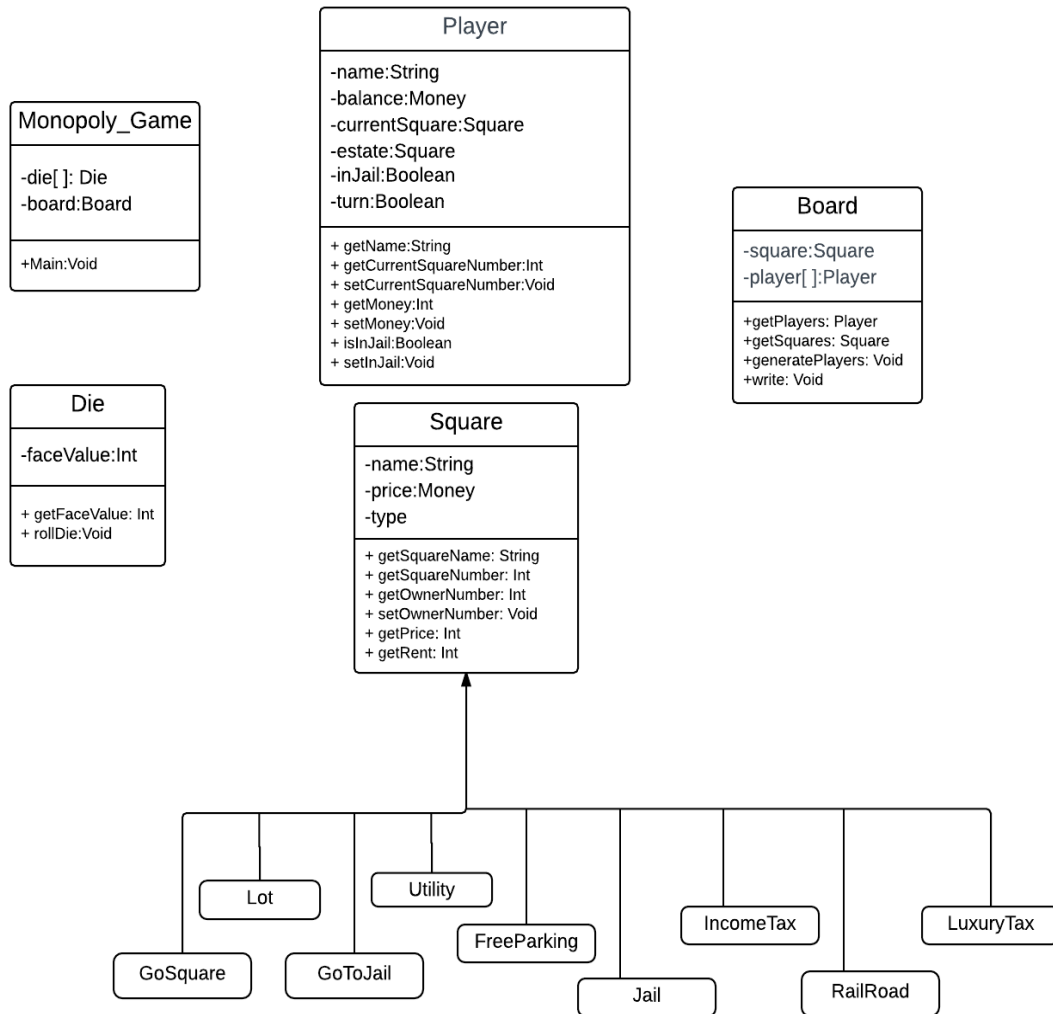 Player
-name:String
-balance:Money
-currentSquare:Square
-estate:Square
-inJail:Boolean
-turn:Boolean
+ getName:String
+ getCurrentSquareNumber:Int
+ setCurrentSquareNumber:Void
+ getMoney:Int
+ setMoney:Void
+ isInJail:Boolean
+ setInJail:Void
Monopoly_Game
-die[ ]: Die
-board:Board
+Main:Void
Board
-square:Square
-player[ ]:Player
+getPlayers: Player
+getSquares: Square
+generatePlayers: Void
+write: Void
Die
-faceValue:Int
+ getFaceValue: Int
+ rollDie:Void
Square
-name:String
-price:Money
-type
+ getSquareName: String
+ getSquareNumber: Int
+ getOwnerNumber: Int
+ setOwnerNumber: Void
+ getPrice: Int
+ getRent: Int
Lot
Utility
FreeParking
IncomeTax
LuxuryTax
GoSquare
GoToJail
Jail
RailRoad